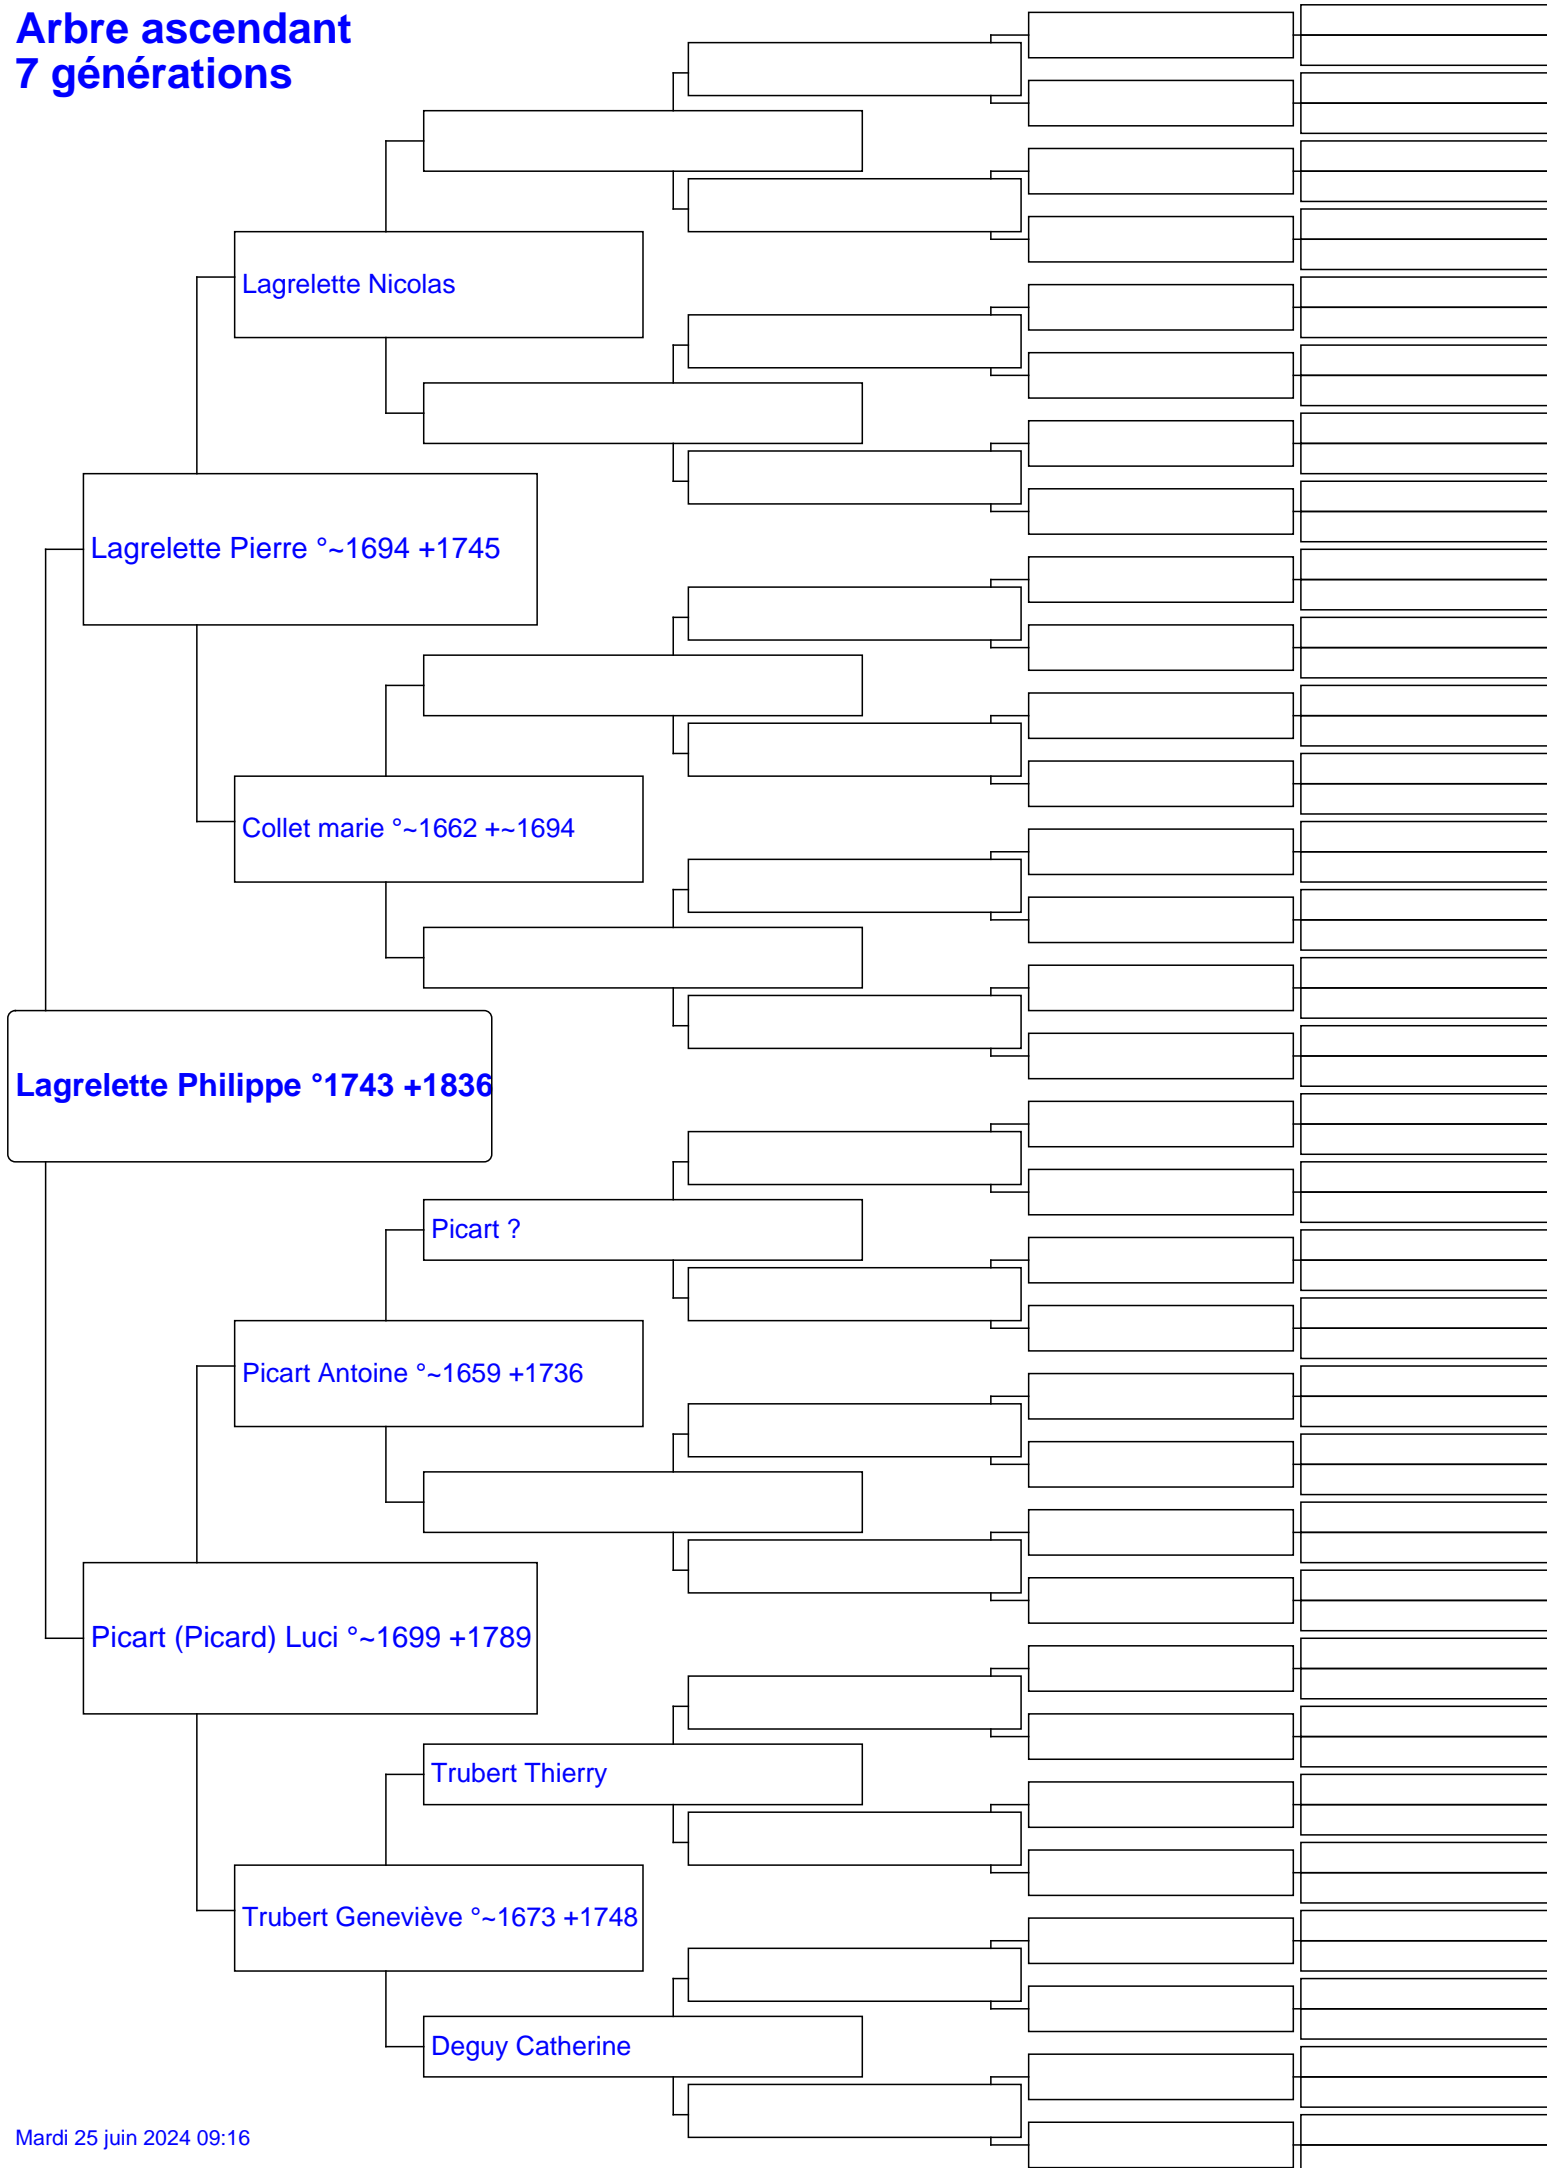 Arbre ascendant
7 générations
Lagrelette Nicolas
Lagrelette Pierre °~1694 +1745
Collet marie °~1662 +~1694
Lagrelette Philippe °1743 +1836
Picart ?
Picart Antoine °~1659 +1736
Picart (Picard) Luci °~1699 +1789
Trubert Thierry
Trubert Geneviève °~1673 +1748
Deguy Catherine
Mardi 25 juin 2024 09:16